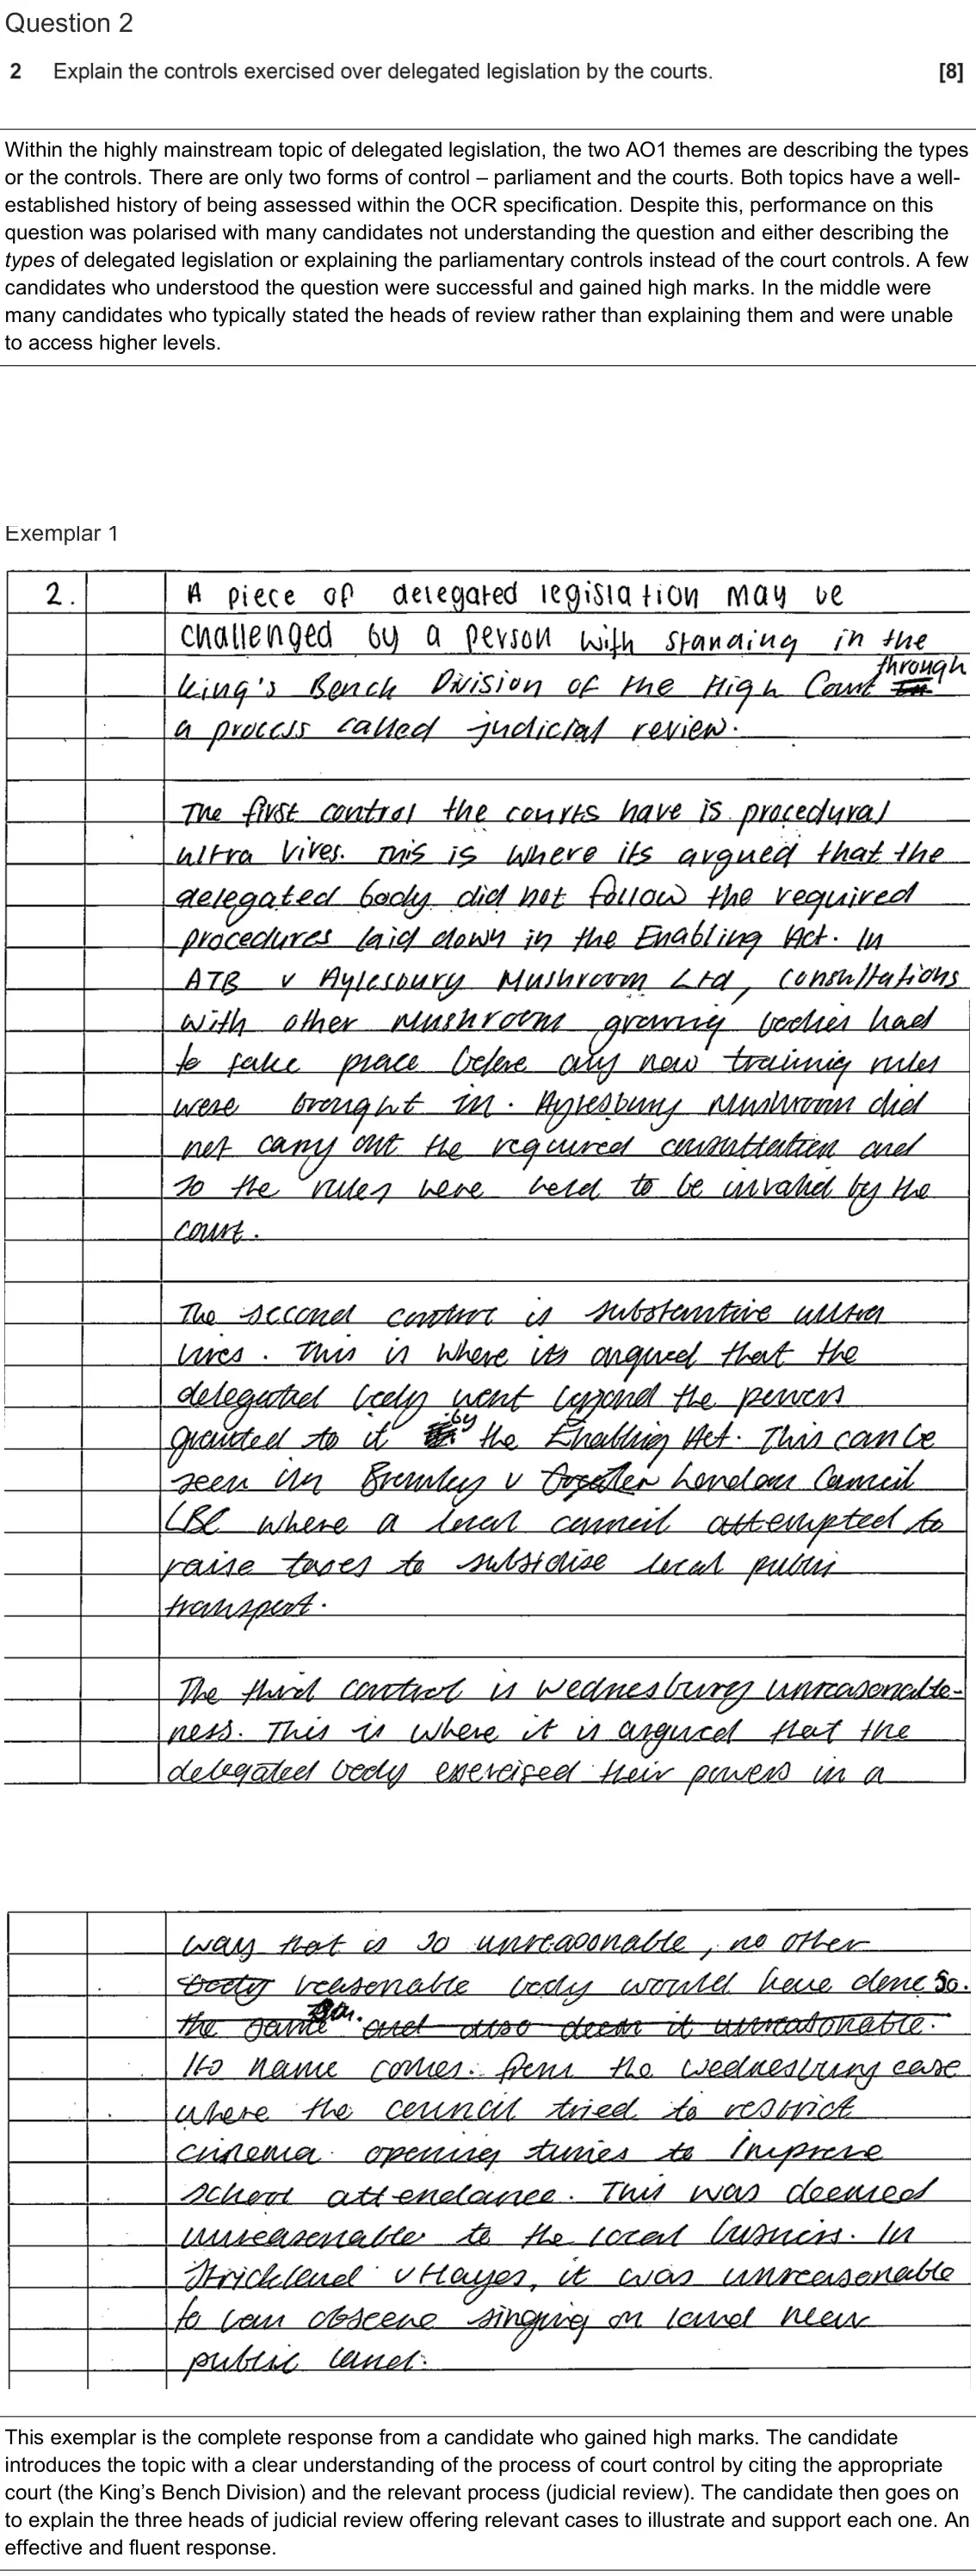 Question 2
2 Explain the controls exercised over delegated legislation by the courts. [8]
Within the highly mainstream topic of delegated legislation, the two AO1 themes are describing the types
or the controls. There are only two forms of control – parliament and the courts. Both topics have a well-
established history of being assessed within the OCR specification. Despite this, performance on this
question was polarised with many candidates not understanding the question and either describing the
types of delegated legislation or explaining the parliamentary controls instead of the court controls. A few
candidates who understood the question were successful and gained high marks. In the middle were
many candidates who typically stated the heads of review rather than explaining them and were unable
to access higher levels.
Exemplar 1
2. A piece of delegated legislation may be
challenged by a person with standing in the
King's Bench Division of the High Court through
a process called judicial review.
The first control the courts have is procedural
ultra vires. This is where its argued that the
delegated body did not follow the required
procedures laid down in the Enabling Act. In
ATB v Aylesbury Mushroom Ltd, consultations
with other mushroom growing bodies had
to take place before any new training rules
were brought in. Aylesbury Mushroom did
not carry out the required consultation and
so the rules were held to be invalid by the
court.
The second control is substantive ultra
vires. This is where its argued that the
delegated body went beyond the powers
granted to it by the Enabling Act. This can be
seen in Bromley v Greater London Council
LBC where a local council attempted to
raise taxes to subsidise local public
transport.
The third control is wednesbury unreasonable-
ness. This is where it is argued that the
delegated body exercised their powers in a
way that is so unreasonable, no other
body reasonable body would have done so.
the same and also deem it unreasonable.
Its name comes from the wednesbury case
where the council tried to restrict
cinema opening times to improve
school attendance. This was deemed
unreasonable to the local business. In
Strickland v Hayes, it was unreasonable
to ban obscene singing on land near
public land.
This exemplar is the complete response from a candidate who gained high marks. The candidate
introduces the topic with a clear understanding of the process of court control by citing the appropriate
court (the King's Bench Division) and the relevant process (judicial review). The candidate then goes on
to explain the three heads of judicial review offering relevant cases to illustrate and support each one. An
effective and fluent response.